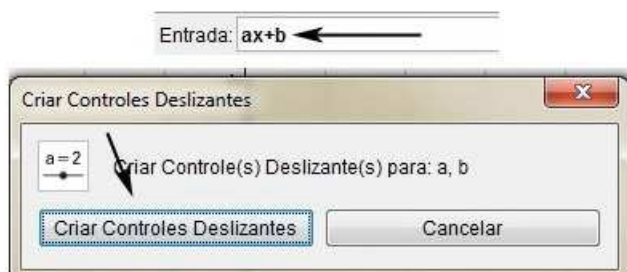 Entrada: ax+b
Criar Controles Deslizantes
a=2
Criar Controle(s) Deslizante(s) para: a, b
Criar Controles Deslizantes
Cancelar